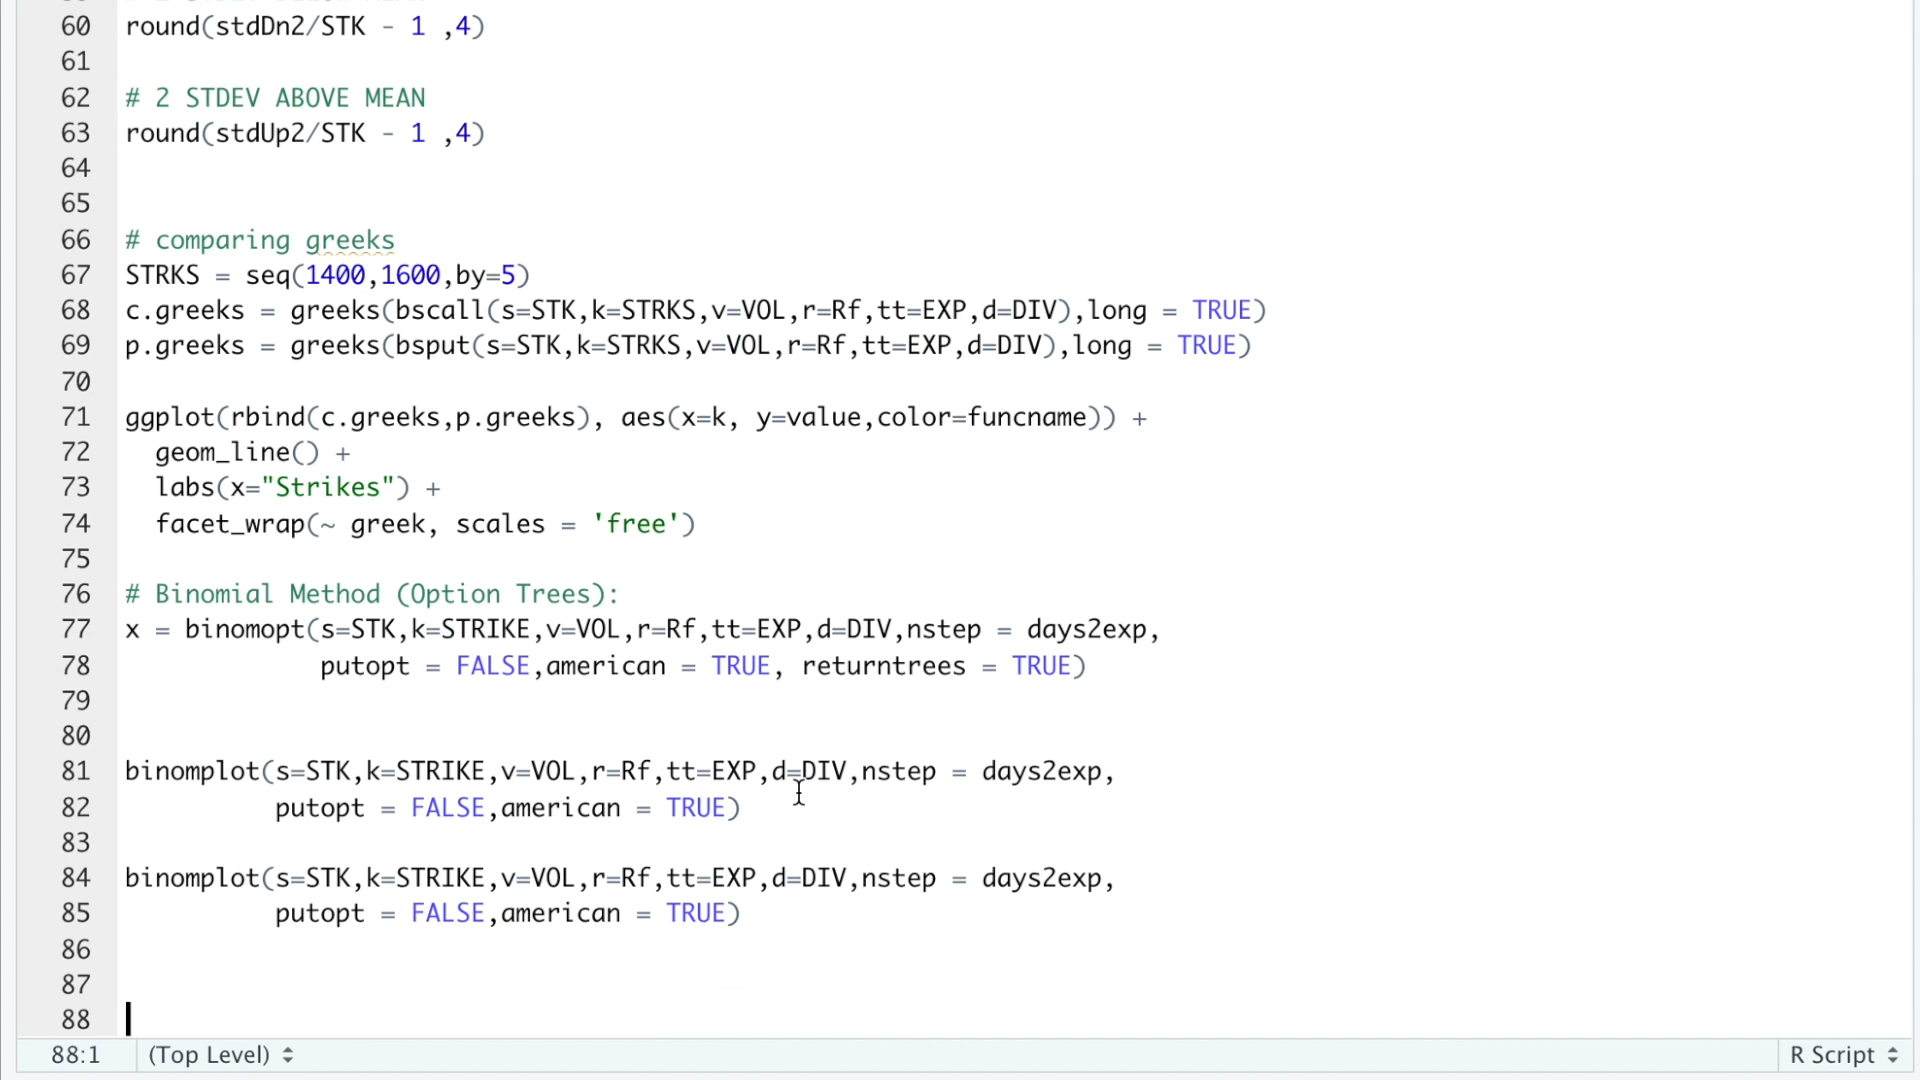 60 round(stdDn2/STK - 1 ,4)
61
62 # 2 STDEV ABOVE MEAN
63 round(stdUp2/STK - 1 ,4)
64
65
66 # comparing greeks
67 STRKS = seq(1400,1600,by=5)
68 c.greeks = greeks(bscall(s=STK,k=STRKS,v=VOL,r=Rf,tt=EXP,d=DIV),long = TRUE)
69 p.greeks = greeks(bsput(s=STK,k=STRKS,v=VOL,r=Rf,tt=EXP,d=DIV),long = TRUE)
70
71 ggplot(rbind(c.greeks,p.greeks), aes(x=k, y=value,color=funcname)) +
72   geom_line() +
73   labs(x="Strikes") +
74   facet_wrap(~ greek, scales = 'free')
75
76 # Binomial Method (Option Trees):
77 x = binomopt(s=STK,k=STRIKE,v=VOL,r=Rf,tt=EXP,d=DIV,nstep = days2exp,
78              putopt = FALSE,american = TRUE, returntrees = TRUE)
79
80
81 binomplot(s=STK,k=STRIKE,v=VOL,r=Rf,tt=EXP,d=DIV,nstep = days2exp,
82           putopt = FALSE,american = TRUE)
83
84 binomplot(s=STK,k=STRIKE,v=VOL,r=Rf,tt=EXP,d=DIV,nstep = days2exp,
85           putopt = FALSE,american = TRUE)
86
87
88
88:1 (Top Level) R Script